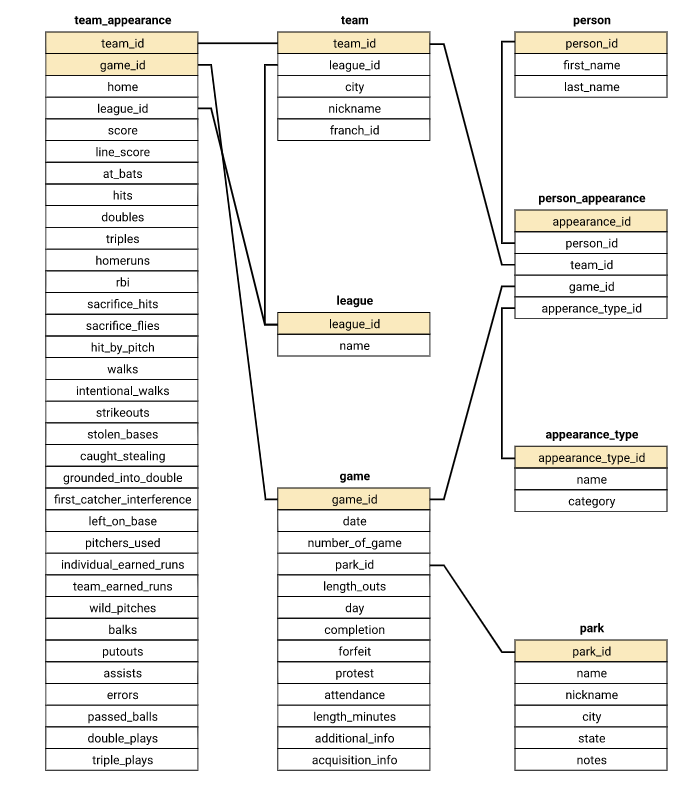 team_appearance
team_id
game_id
home
league_id
score
line_score
at_bats
hits
doubles
triples
homeruns
rbi
sacrifice_hits
sacrifice_flies
hit_by_pitch
walks
intentional_walks
strikeouts
stolen_bases
caught_stealing
grounded_into_double
first_catcher_interference
left_on_base
pitchers_used
individual_earned_runs
team_earned_runs
wild_pitches
balks
putouts
assists
errors
passed_balls
double_plays
triple_plays
team
team_id
league_id
city
nickname
franch_id
league
league_id
name
game
game_id
date
number_of_game
park_id
length_outs
day
completion
forfeit
protest
attendance
length_minutes
additional_info
acquisition_info
person
person_id
first_name
last_name
person_appearance
appearance_id
person_id
team_id
game_id
apperance_type_id
appearance_type
appearance_type_id
name
category
park
park_id
name
nickname
city
state
notes